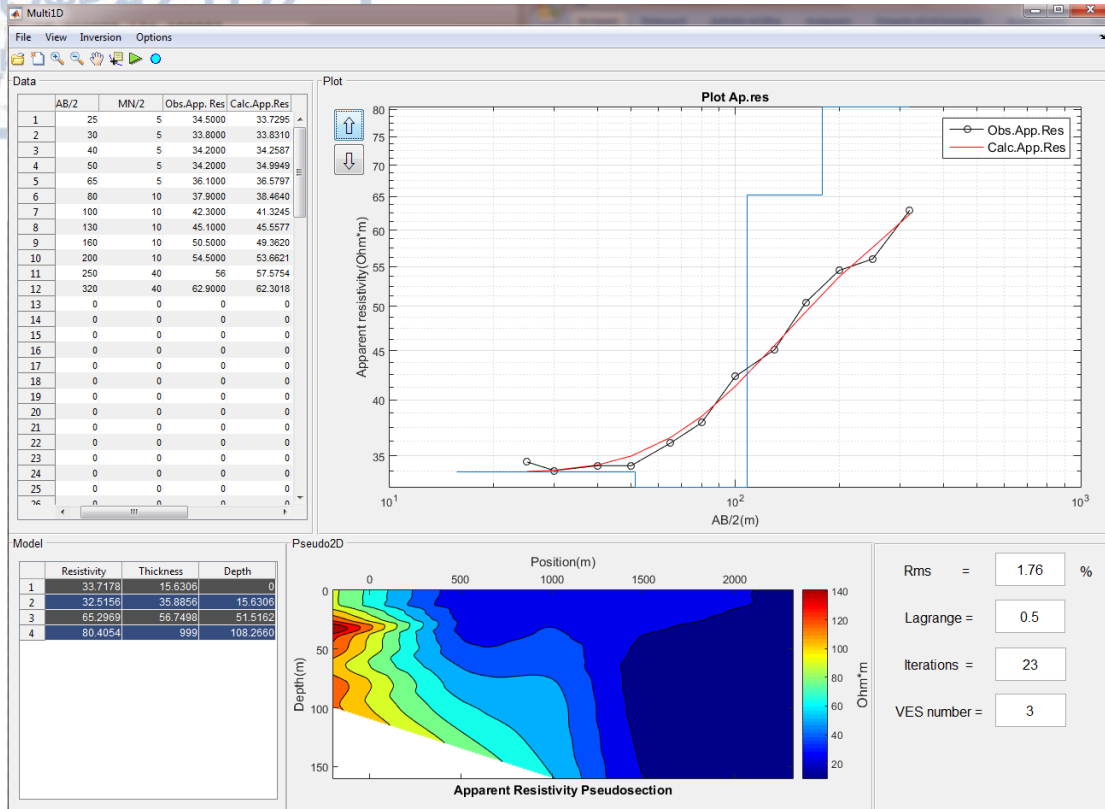 Multi1D
File View Inversion Options
Data
AB/2 MN/2 Obs.App. Res Calc.App.Res
1 25 5 34.5000 33.7295
2 30 5 33.8000 33.8310
3 40 5 34.2000 34.2587
4 50 5 34.2000 34.9949
5 65 5 36.1000 36.5797
6 80 10 37.9000 38.4640
7 100 10 42.3000 41.3245
8 130 10 45.1000 45.5577
9 160 10 50.5000 49.3620
10 200 10 54.5000 53.6621
11 250 40 56 57.5754
12 320 40 62.9000 62.3018
13 0 0 0 0
14 0 0 0 0
15 0 0 0 0
16 0 0 0 0
17 0 0 0 0
18 0 0 0 0
19 0 0 0 0
20 0 0 0 0
21 0 0 0 0
22 0 0 0 0
23 0 0 0 0
24 0 0 0 0
25 0 0 0 0
26 0 0 0 0
Plot
Plot Ap.res
Obs.App.Res
Calc.App.Res
Apparent resistivity(Ohm*m)
80
75
70
65
60
55
50
45
40
35
10^1 10^2 10^3
AB/2(m)
Model
Resistivity Thickness Depth
1 33.7178 15.6306 0
2 32.5156 35.8856 15.6306
3 65.2969 56.7498 51.5162
4 80.4054 999 108.2660
Pseudo2D
Position(m)
0 500 1000 1500 2000
Depth(m)
0
50
100
150
140
120
100
80
60
40
20
Ohm*m
Apparent Resistivity Pseudosection
Rms = 1.76 %
Lagrange = 0.5
Iterations = 23
VES number = 3